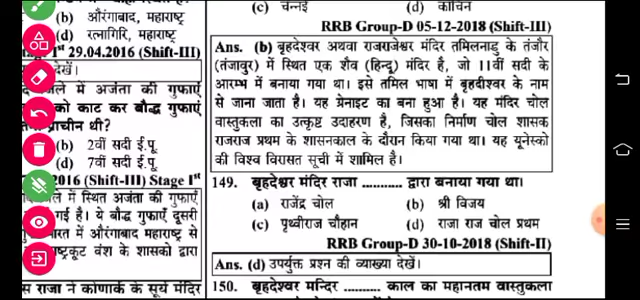 (b) औरंगाबाद, महाराष्ट्र
(d) रत्नागिरि, महाराष्ट्र
1st 29.04.2016 (Shift-III)
देखें।
में अजंता की गुफाएँ
को काट कर बौद्ध गुफाएँ
प्राचीन थी?
(b) 2वीं सदी ई.पू.
(d) 7वीं सदी ई.पू.
2016 (Shift-III) Stage Ist
में स्थित अजंता की गुफाएँ
गई है। ये बौद्ध गुफाएँ दूसरी
में औरंगाबाद महाराष्ट्र से
वंश के शासको द्वारा
स राजा ने कोणार्क के सूर्य मंदिर
(c) चेन्नई (d) कोचिन
RRB Group-D 05-12-2018 (Shift-III)
Ans. (b) बृहदेश्वर अथवा राजराजेश्वर मंदिर तमिलनाडु के तंजौर
(तंजावुर) में स्थित एक शैव (हिन्दू) मंदिर है, जो 11वीं सदी के
आरम्भ में बनाया गया था। इसे तमिल भाषा में बृहदीश्वर के नाम
से जाना जाता है। यह ग्रेनाइट का बना हुआ है। यह मंदिर चोल
वास्तुकला का उत्कृष्ट उदाहरण है, जिसका निर्माण चोल शासक
राजराज प्रथम के शासनकाल के दौरान किया गया था। यह यूनेस्को
की विश्व विरासत सूची में शामिल है।
149. बृहदेश्वर मंदिर राजा .......... द्वारा बनाया गया था।
(a) राजेंद्र चोल (b) श्री विजय
(c) पृथ्वीराज चौहान (d) राजा राज चोल प्रथम
RRB Group-D 30-10-2018 (Shift-II)
Ans. (d) उपर्युक्त प्रश्न की व्याख्या देखें।
150. बृहदेश्वर मन्दिर .......... काल का महानतम वास्तुकला